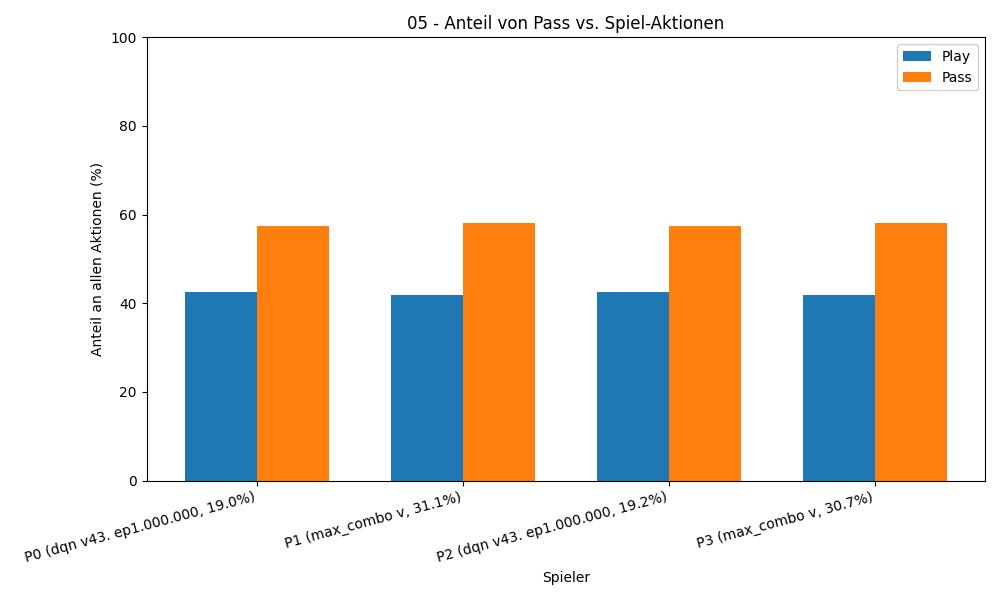 05 - Anteil von Pass vs. Spiel-Aktionen
Play
Pass
Anteil an allen Aktionen (%)
100
80
60
40
20
0
P0 (dqn v43. ep1.000.000, 19.0%)
P1 (max_combo v, 31.1%)
P2 (dqn v43. ep1.000.000, 19.2%)
P3 (max_combo v, 30.7%)
Spieler